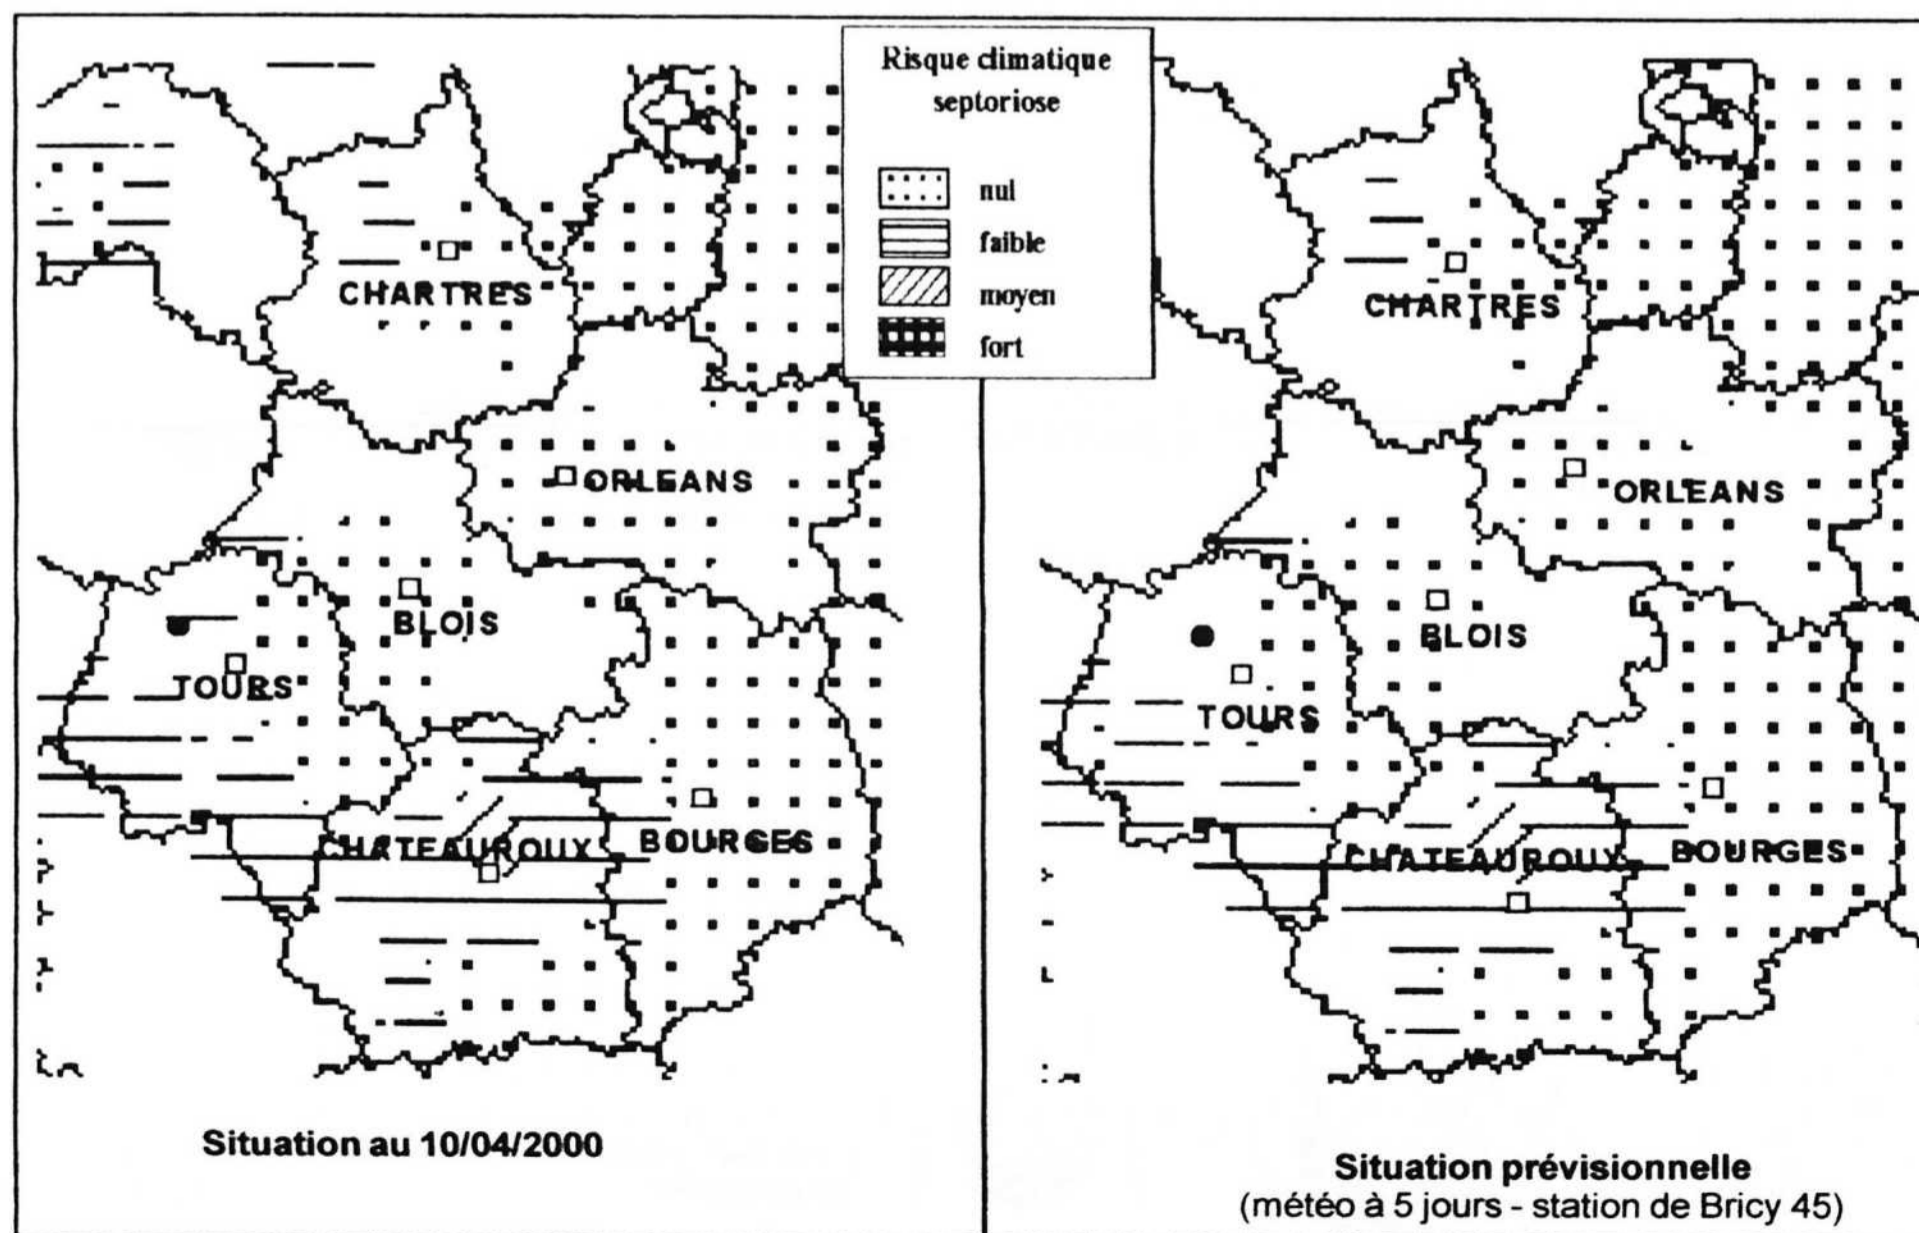 Risque climatique
septoriose
nul
faible
moyen
fort
CHARTRES
ORLEANS
BLOIS
TOURS
CHATEAUROUX
BOURGES
Situation au 10/04/2000
CHARTRES
ORLEANS
BLOIS
TOURS
CHATEAUROUX
BOURGES
Situation prévisionnelle
(météo à 5 jours - station de Bricy 45)